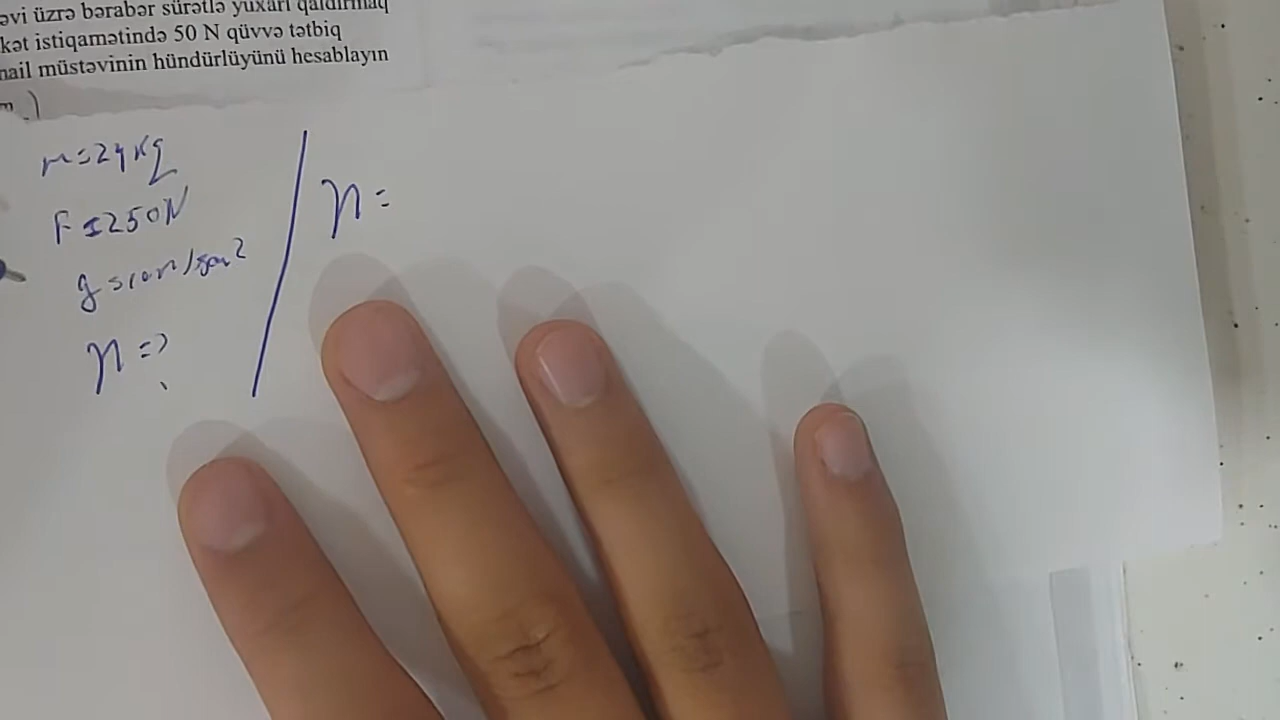 əvi üzrə bərabər sürətlə yuxarı qaldırmaq
kət istiqamətində 50 N qüvvə tətbiq
nail müstəvinin hündürlüyünü hesablayın
m )
m=24kq
F=250N
g=10m/san²
η=?
η=